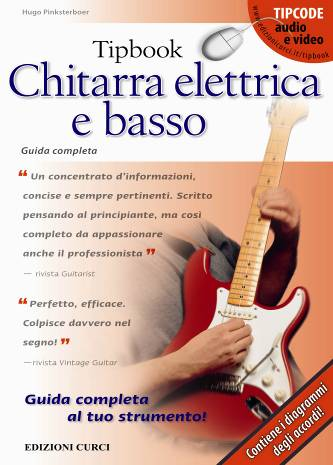 Hugo Pinksterboer
TIPCODE
audio
e video
www.edizionicurci.it/tipbook
Tipbook
Chitarra elettrica
e basso
Guida completa
“ Un concentrato d’informazioni,
concise e sempre pertinenti. Scritto
pensando al principiante, ma così
completo da appassionare
anche il professionista ”
— rivista Guitarist
“ Perfetto, efficace.
Colpisce davvero nel
segno! ”
—rivista Vintage Guitar
Guida completa
al tuo strumento!
Contiene i diagrammi
degli accordi!
EDIZIONI CURCI